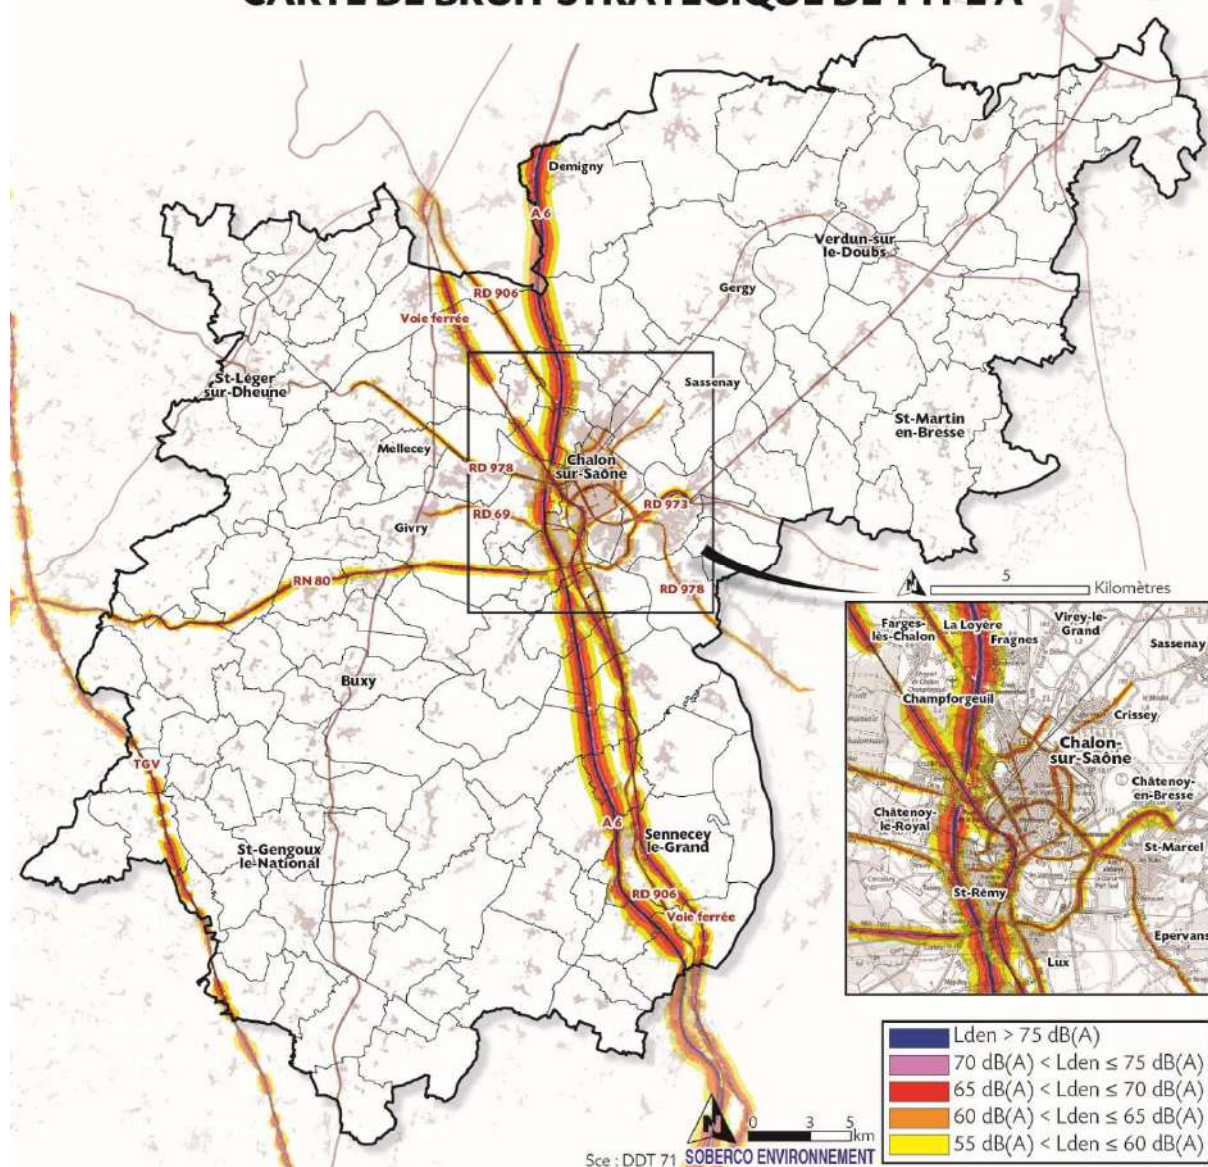 CARTE DE BRUIT STRATEGIQUE DE TYPE A
Demigny
A 6
Verdun-sur
le-Doubs
RD 906
Gergy
Voie ferrée
St-Léger
sur-Dheune
Sassenay
St-Martin
en-Bresse
Mellecey
Chalon
sur-Saône
RD 978
RD 973
RD 69
Givry
RN 80
RD 978
N
5
Kilomètres
Farges-
lès-Chalon
La Loyère
Fragnes
Virey-le-
Grand
Sassenay
Champforgeuil
Crissey
Chalon-
sur-Saône
Châtenoy-
en-Bresse
Châtenoy-
le-Royal
St-Marcel
St-Rémy
Epervans
Lux
Buxy
TGV
A 6
St-Gengoux
le-National
Sennecey
le-Grand
RD 906
Voie ferrée
Lden > 75 dB(A)
70 dB(A) < Lden ≤ 75 dB(A)
65 dB(A) < Lden ≤ 70 dB(A)
60 dB(A) < Lden ≤ 65 dB(A)
55 dB(A) < Lden ≤ 60 dB(A)
N
0 3 5
km
Sce : DDT 71 SOBERCO ENVIRONNEMENT